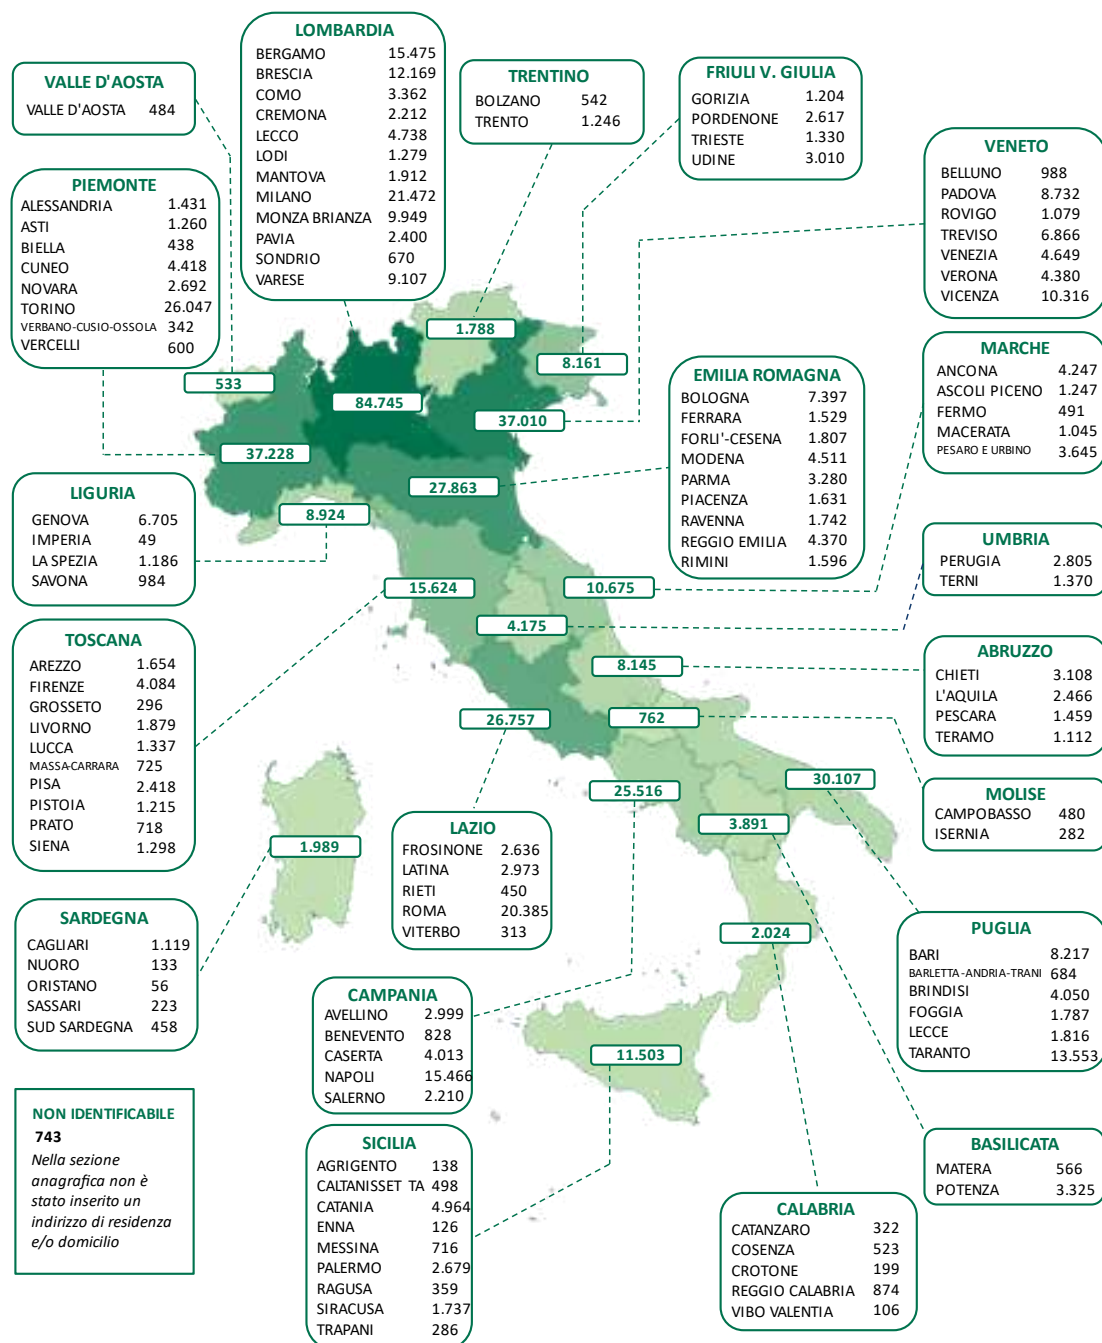 LOMBARDIA
BERGAMO 15.475
BRESCIA 12.169
COMO 3.362
CREMONA 2.212
LECCO 4.738
LODI 1.279
MANTOVA 1.912
MILANO 21.472
MONZA BRIANZA 9.949
PAVIA 2.400
SONDRIO 670
VARESE 9.107
VALLE D'AOSTA
VALLE D'AOSTA 484
TRENTINO
BOLZANO 542
TRENTO 1.246
FRIULI V. GIULIA
GORIZIA 1.204
PORDENONE 2.617
TRIESTE 1.330
UDINE 3.010
VENETO
BELLUNO 988
PADOVA 8.732
ROVIGO 1.079
TREVISO 6.866
VENEZIA 4.649
VERONA 4.380
VICENZA 10.316
PIEMONTE
ALESSANDRIA 1.431
ASTI 1.260
BIELLA 438
CUNEO 4.418
NOVARA 2.692
TORINO 26.047
VERBANO-CUSIO-OSSOLA 342
VERCELLI 600
1.788
8.161
533
84.745
37.010
37.228
27.863
8.924
15.624
10.675
4.175
8.145
26.757
762
25.516
30.107
3.891
1.989
2.024
11.503
MARCHE
ANCONA 4.247
ASCOLI PICENO 1.247
FERMO 491
MACERATA 1.045
PESARO E URBINO 3.645
EMILIA ROMAGNA
BOLOGNA 7.397
FERRARA 1.529
FORLI'-CESENA 1.807
MODENA 4.511
PARMA 3.280
PIACENZA 1.631
RAVENNA 1.742
REGGIO EMILIA 4.370
RIMINI 1.596
LIGURIA
GENOVA 6.705
IMPERIA 49
LA SPEZIA 1.186
SAVONA 984
UMBRIA
PERUGIA 2.805
TERNI 1.370
TOSCANA
AREZZO 1.654
FIRENZE 4.084
GROSSETO 296
LIVORNO 1.879
LUCCA 1.337
MASSA-CARRARA 725
PISA 2.418
PISTOIA 1.215
PRATO 718
SIENA 1.298
ABRUZZO
CHIETI 3.108
L'AQUILA 2.466
PESCARA 1.459
TERAMO 1.112
MOLISE
CAMPOBASSO 480
ISERNIA 282
LAZIO
FROSINONE 2.636
LATINA 2.973
RIETI 450
ROMA 20.385
VITERBO 313
SARDEGNA
CAGLIARI 1.119
NUORO 133
ORISTANO 56
SASSARI 223
SUD SARDEGNA 458
PUGLIA
BARI 8.217
BARLETTA-ANDRIA-TRANI 684
BRINDISI 4.050
FOGGIA 1.787
LECCE 1.816
TARANTO 13.553
CAMPANIA
AVELLINO 2.999
BENEVENTO 828
CASERTA 4.013
NAPOLI 15.466
SALERNO 2.210
NON IDENTIFICABILE
743
Nella sezione
anagrafica non è
stato inserito un
indirizzo di residenza
e/o domicilio
SICILIA
AGRIGENTO 138
CALTANISSET TA 498
CATANIA 4.964
ENNA 126
MESSINA 716
PALERMO 2.679
RAGUSA 359
SIRACUSA 1.737
TRAPANI 286
BASILICATA
MATERA 566
POTENZA 3.325
CALABRIA
CATANZARO 322
COSENZA 523
CROTONE 199
REGGIO CALABRIA 874
VIBO VALENTIA 106